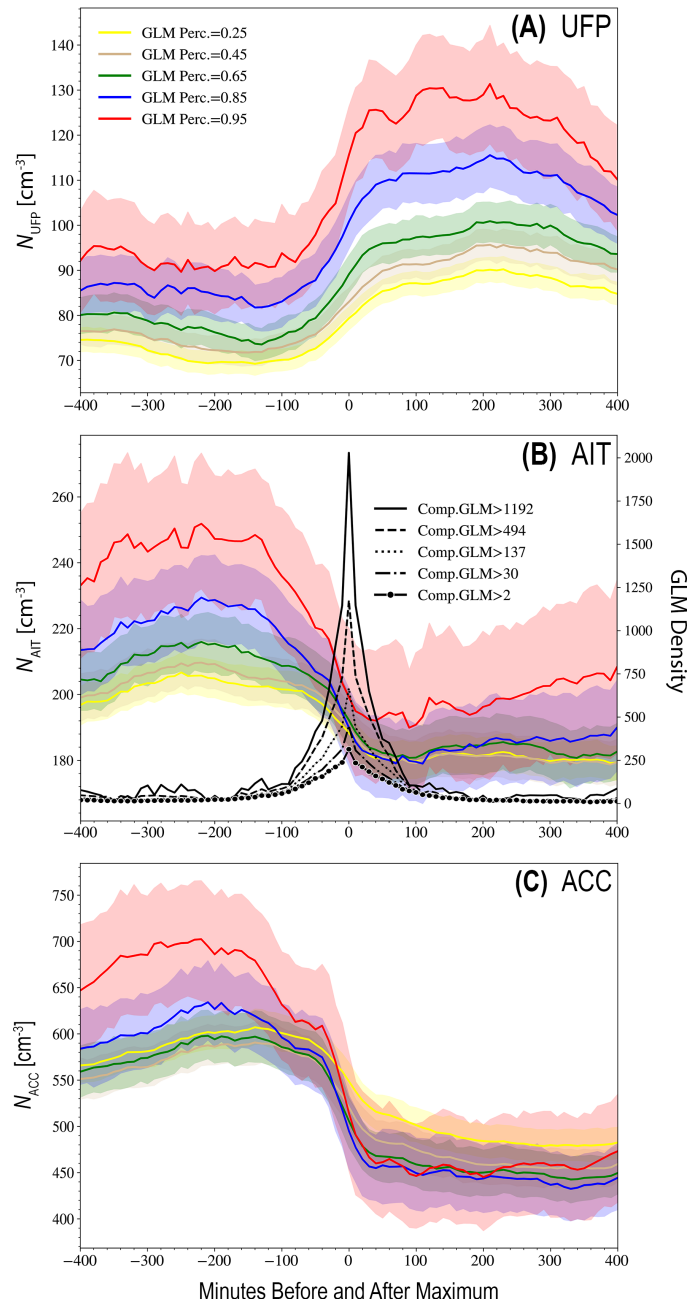 (A) UFP
GLM Perc.=0.25
GLM Perc.=0.45
GLM Perc.=0.65
GLM Perc.=0.85
GLM Perc.=0.95
140
130
120
110
100
90
80
70
N_UFP [cm⁻³]
−400 −300 −200 −100 0 100 200 300 400
(B) AIT
Comp.GLM>1192
Comp.GLM>494
Comp.GLM>137
Comp.GLM>30
Comp.GLM>2
260
240
220
200
180
N_AIT [cm⁻³]
2000
1750
1500
1250
1000
750
500
250
0
GLM Density
−400 −300 −200 −100 0 100 200 300 400
(C) ACC
750
700
650
600
550
500
450
400
N_ACC [cm⁻³]
−400 −300 −200 −100 0 100 200 300 400
Minutes Before and After Maximum